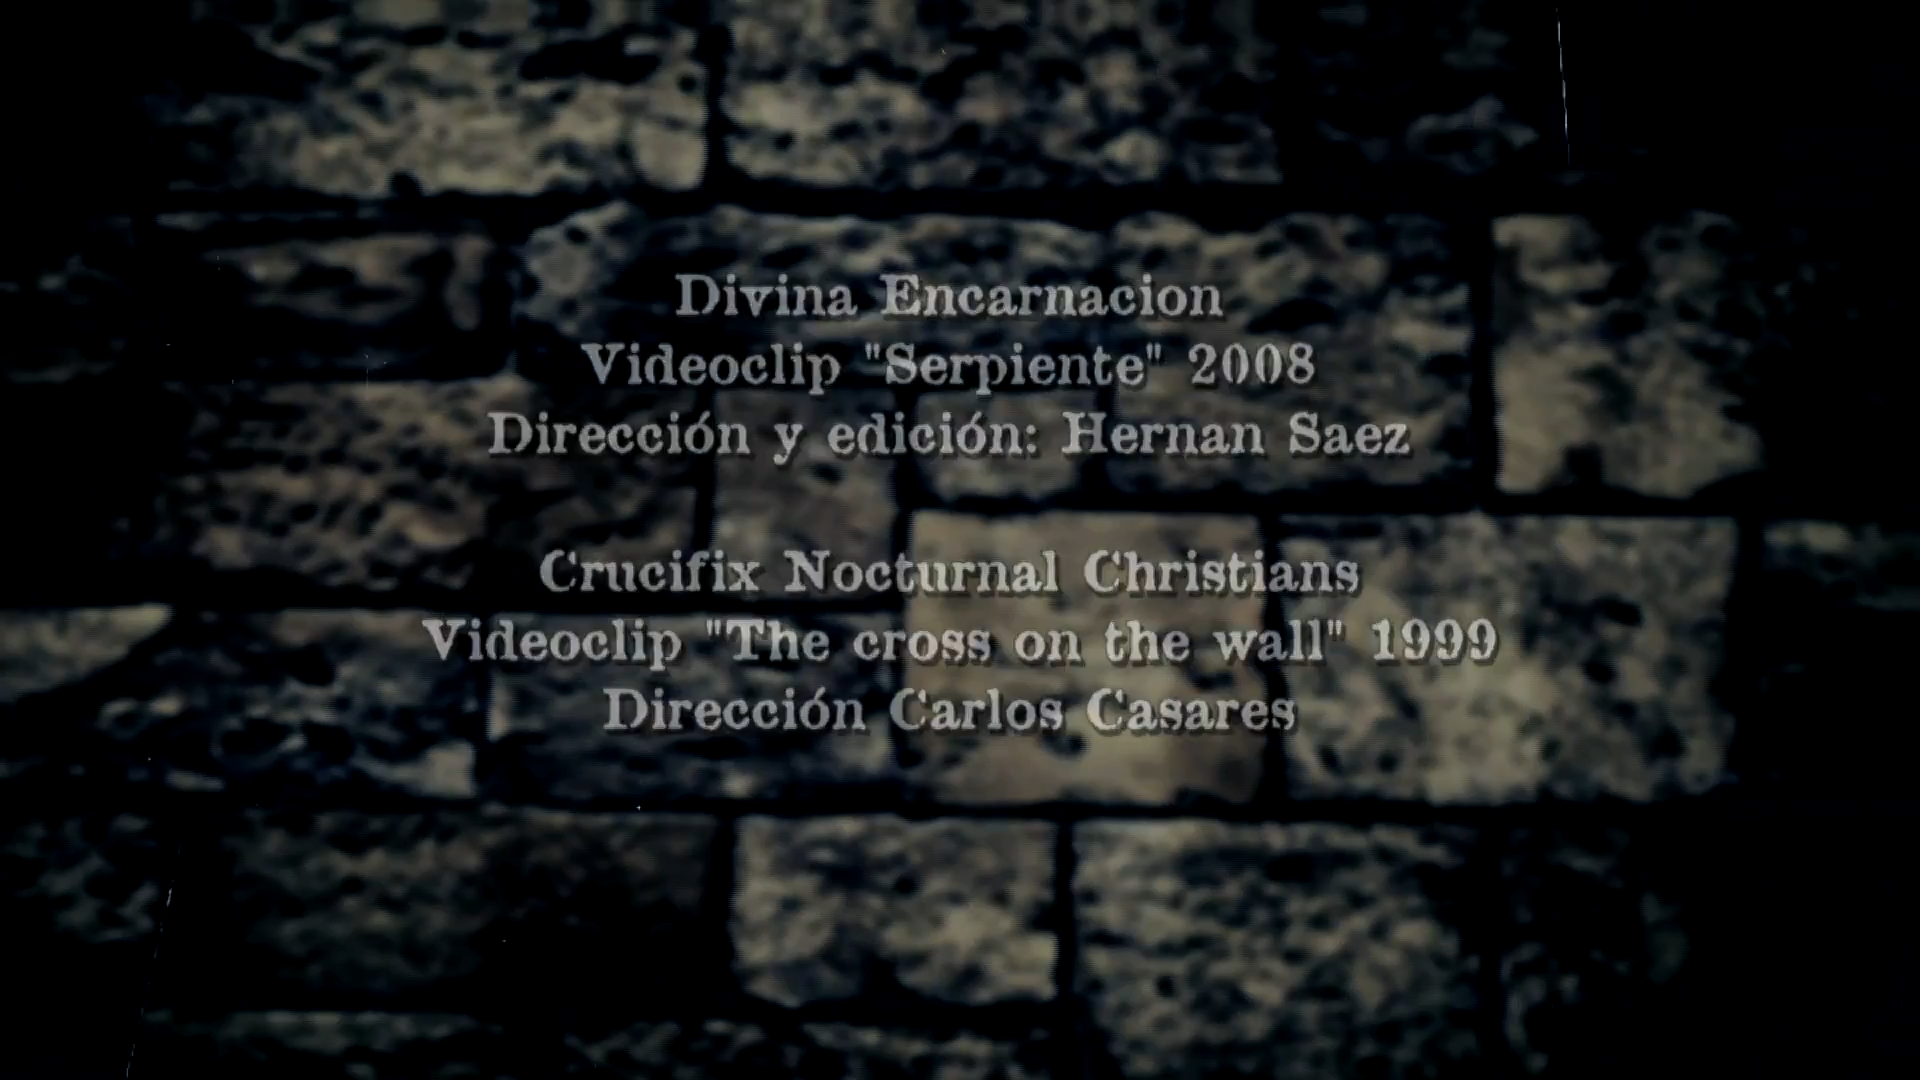 Divina Encarnacion
Videoclip "Serpiente" 2008
Dirección y edición: Hernan Saez
Crucifix Nocturnal Christians
Videoclip "The cross on the wall" 1999
Dirección Carlos Casares